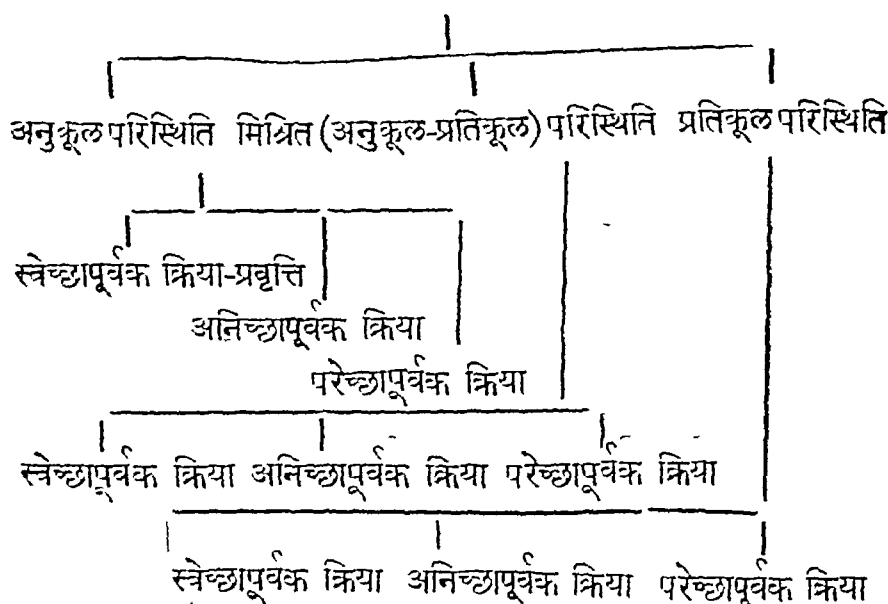 अनुकूल परिस्थिति मिश्रित (अनुकूल-प्रतिकूल) परिस्थिति प्रतिकूल परिस्थिति
स्वेच्छापूर्वक क्रिया-प्रवृत्ति
अनिच्छापूर्वक क्रिया
परेच्छापूर्वक क्रिया
स्वेच्छापूर्वक क्रिया अनिच्छापूर्वक क्रिया परेच्छापूर्वक क्रिया
स्वेच्छापूर्वक क्रिया अनिच्छापूर्वक क्रिया परेच्छापूर्वक क्रिया